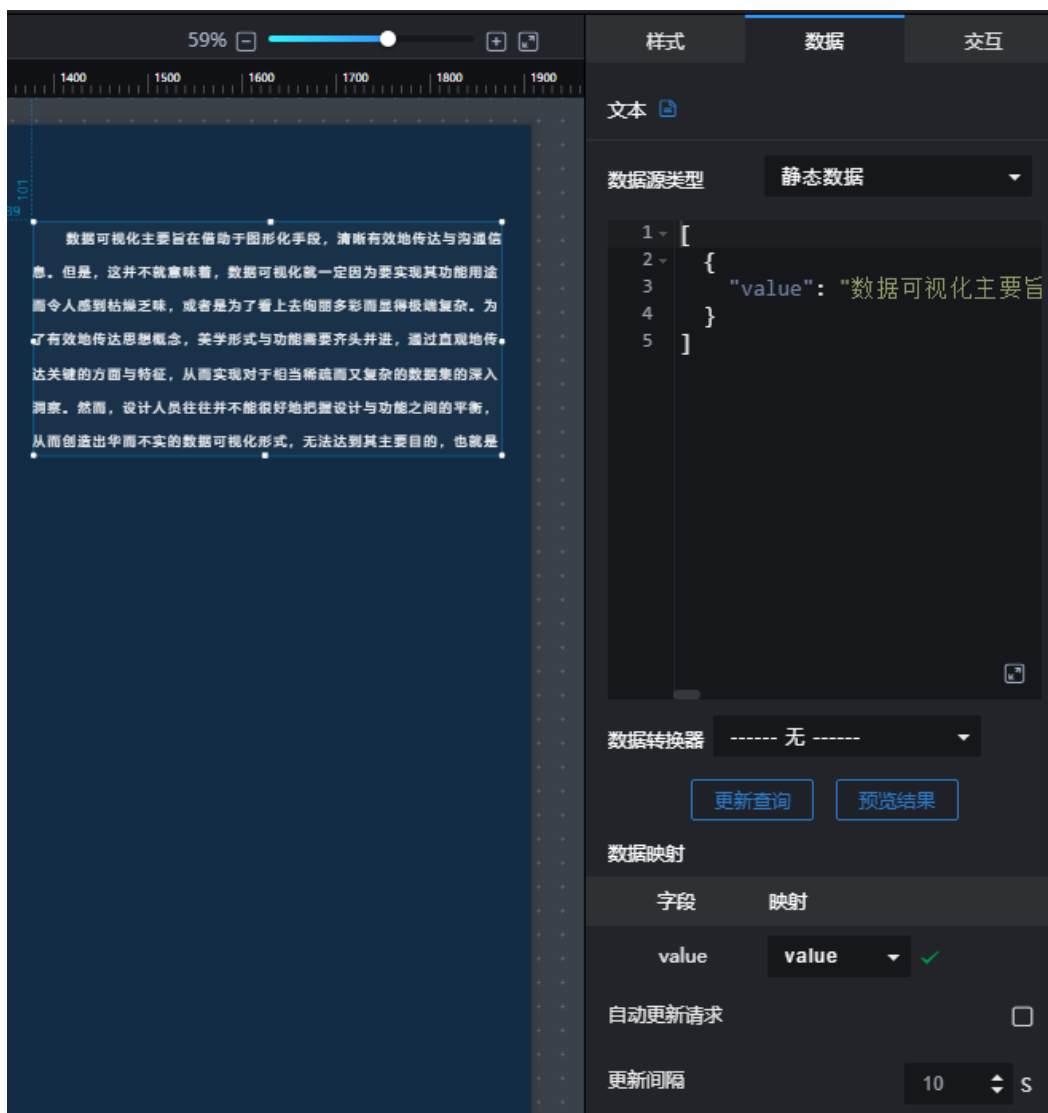 59%
样式 数据 交互
1400 1500 1600 1700 1800 1900
文本
数据源类型 静态数据
101
99
数据可视化主要旨在借助于图形化手段，清晰有效地传达与沟通信
息。但是，这并不就意味着，数据可视化就一定因为要实现其功能用途
而令人感到枯燥乏味，或者是为了看上去绚丽多彩而显得极端复杂。为
了有效地传达思想概念，美学形式与功能需要齐头并进，通过直观地传
达关键的方面与特征，从而实现对于相当稀疏而又复杂的数据集的深入
洞察。然而，设计人员往往并不能很好地把握设计与功能之间的平衡，
从而创造出华而不实的数据可视化形式，无法达到其主要目的，也就是
1 [
2 {
3 "value": "数据可视化主要旨
4 }
5 ]
数据转换器 ------ 无 ------
更新查询 预览结果
数据映射
字段 映射
value value
自动更新请求
更新间隔 10 S